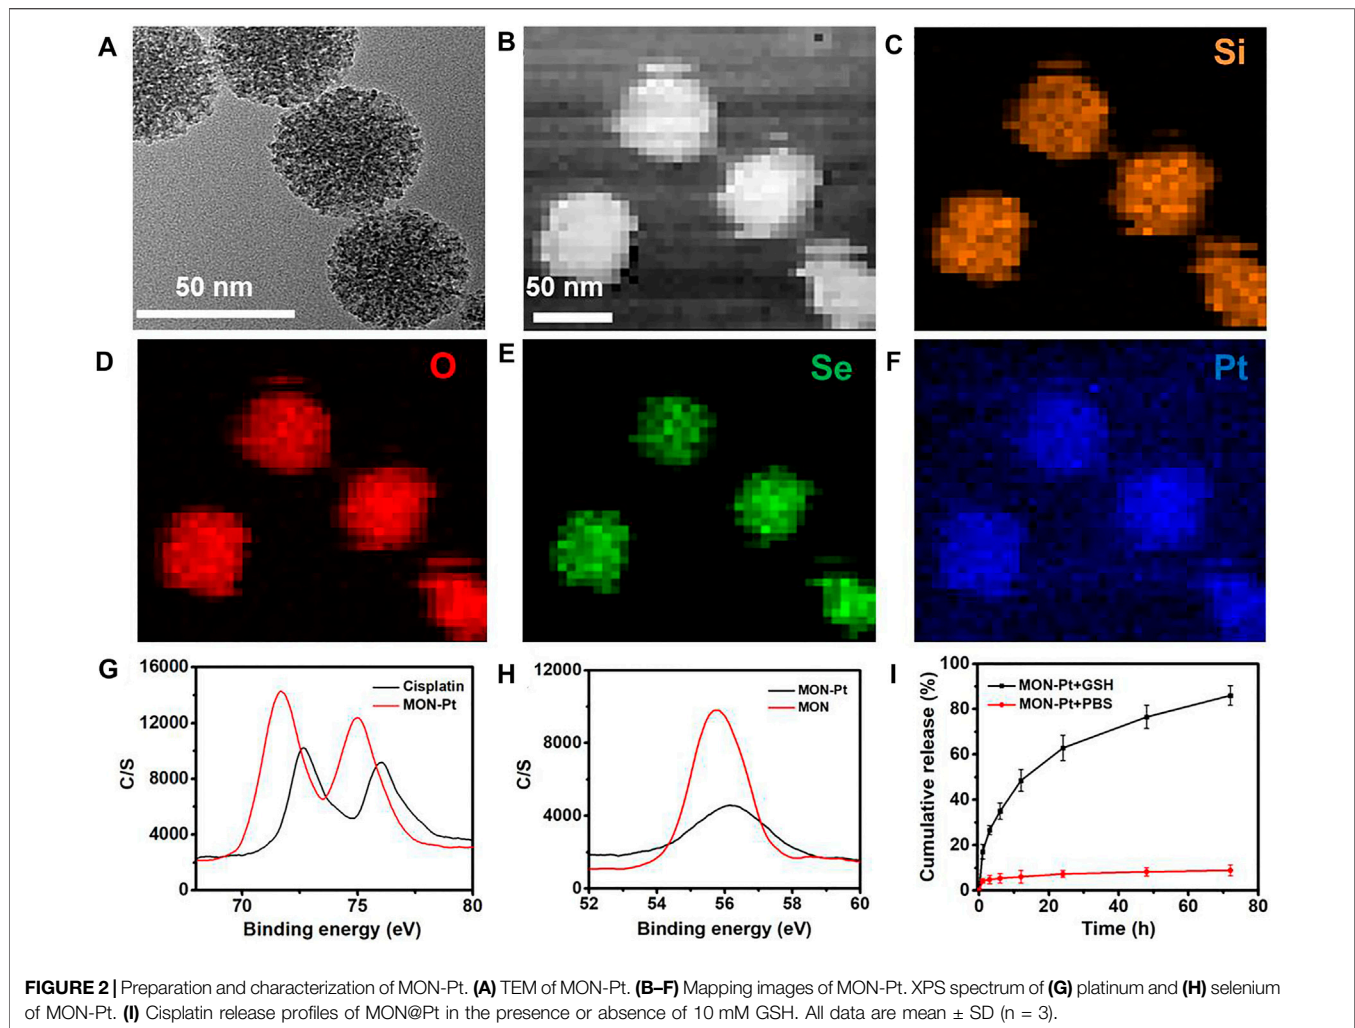 A
50 nm
B
50 nm
C
Si
D
O
E
Se
F
Pt
G
16000
12000
8000
4000
0
C/S
Cisplatin
MON-Pt
70
75
80
Binding energy (eV)
H
12000
8000
4000
0
C/S
MON-Pt
MON
52
54
56
58
60
Binding energy (eV)
I
100
80
60
40
20
0
Cumulative release (%)
MON-Pt+GSH
MON-Pt+PBS
0
20
40
60
80
Time (h)
FIGURE 2 | Preparation and characterization of MON-Pt. (A) TEM of MON-Pt. (B–F) Mapping images of MON-Pt. XPS spectrum of (G) platinum and (H) selenium
of MON-Pt. (I) Cisplatin release profiles of MON@Pt in the presence or absence of 10 mM GSH. All data are mean ± SD (n = 3).